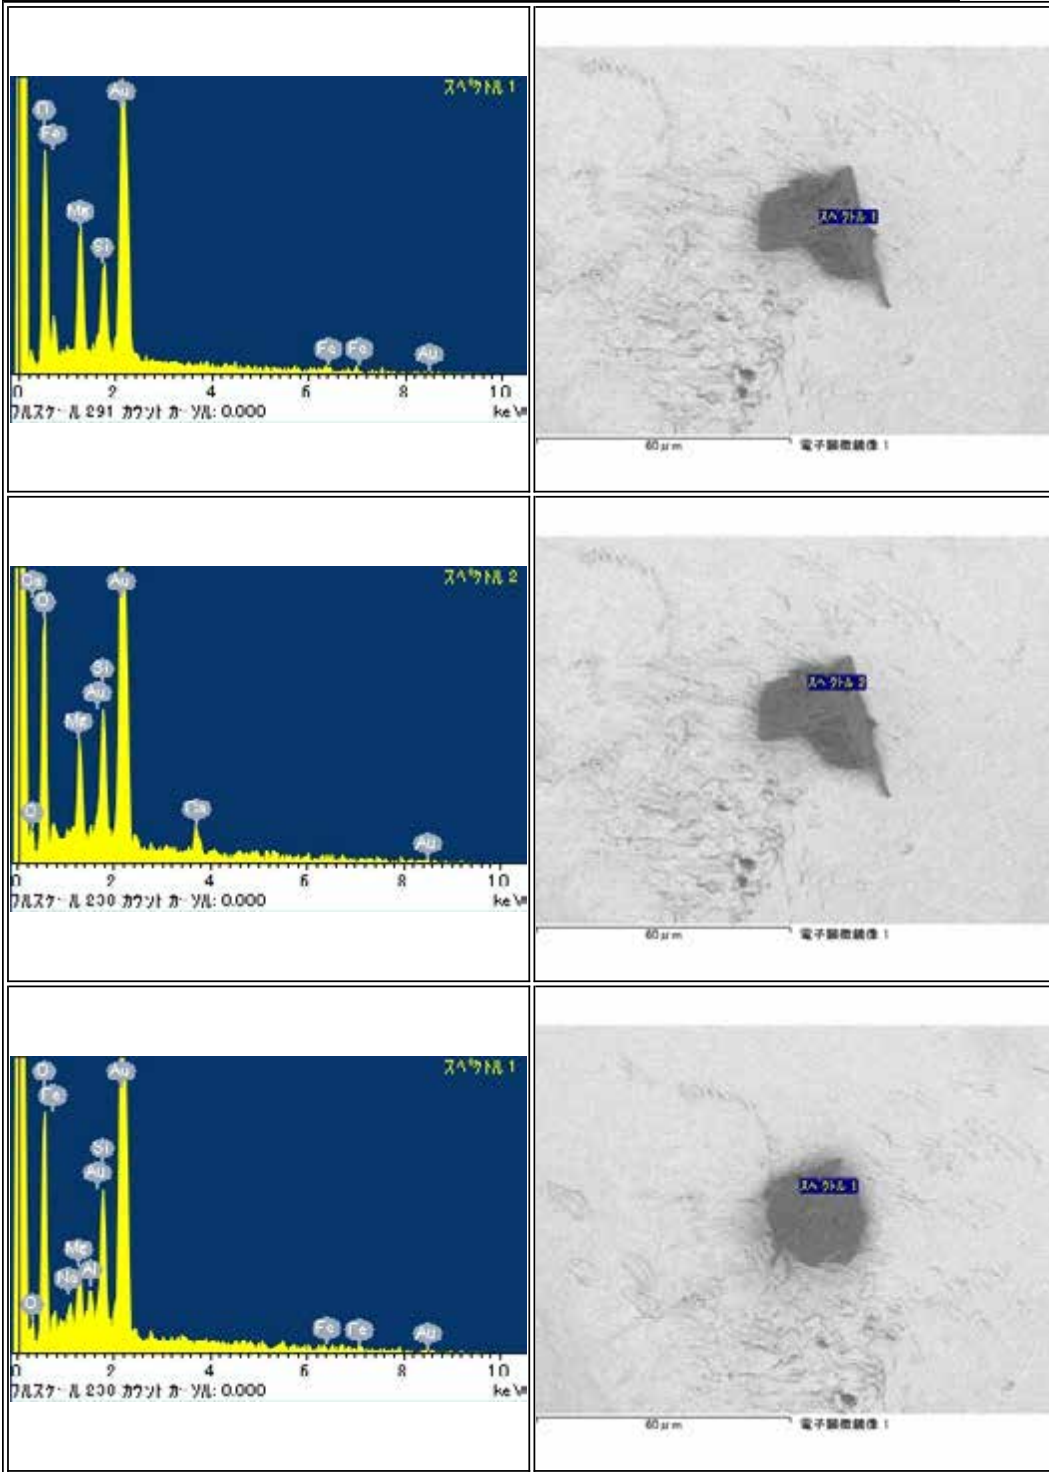 スペクトル 1
Au
Fe
Mg
Si
Fe Fe Au
0 2 4 6 8 10
フルスケール 291 カウント カーソル: 0.000 keV
スペクトル 1
60μm 電子顕微鏡像 1
スペクトル 2
Au
O
Si
Au
Mg
Ca
Au
0 2 4 6 8 10
フルスケール 230 カウント カーソル: 0.000 keV
スペクトル 2
60μm 電子顕微鏡像 1
スペクトル 1
O Au
Fe
Si
Au
Mg
Na Al
Fe Fe Au
0 2 4 6 8 10
フルスケール 230 カウント カーソル: 0.000 keV
スペクトル 1
60μm 電子顕微鏡像 1